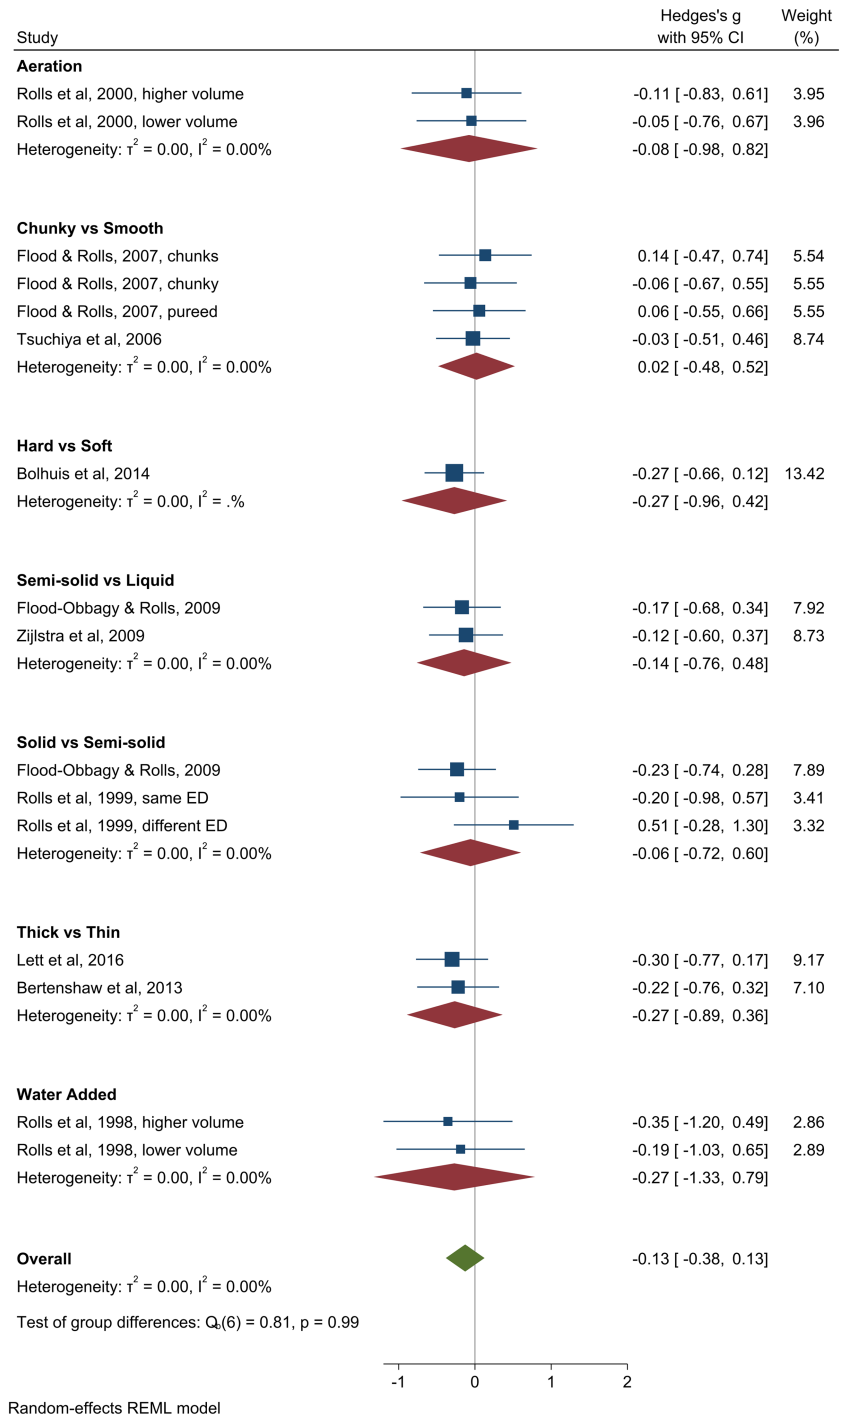 Hedges's g Weight
Study with 95% CI (%)
Aeration
Rolls et al, 2000, higher volume -0.11 [ -0.83, 0.61] 3.95
Rolls et al, 2000, lower volume -0.05 [ -0.76, 0.67] 3.96
Heterogeneity: τ² = 0.00, I² = 0.00% -0.08 [ -0.98, 0.82]
Chunky vs Smooth
Flood & Rolls, 2007, chunks 0.14 [ -0.47, 0.74] 5.54
Flood & Rolls, 2007, chunky -0.06 [ -0.67, 0.55] 5.55
Flood & Rolls, 2007, pureed 0.06 [ -0.55, 0.66] 5.55
Tsuchiya et al, 2006 -0.03 [ -0.51, 0.46] 8.74
Heterogeneity: τ² = 0.00, I² = 0.00% 0.02 [ -0.48, 0.52]
Hard vs Soft
Bolhuis et al, 2014 -0.27 [ -0.66, 0.12] 13.42
Heterogeneity: τ² = 0.00, I² = .% -0.27 [ -0.96, 0.42]
Semi-solid vs Liquid
Flood-Obbagy & Rolls, 2009 -0.17 [ -0.68, 0.34] 7.92
Zijlstra et al, 2009 -0.12 [ -0.60, 0.37] 8.73
Heterogeneity: τ² = 0.00, I² = 0.00% -0.14 [ -0.76, 0.48]
Solid vs Semi-solid
Flood-Obbagy & Rolls, 2009 -0.23 [ -0.74, 0.28] 7.89
Rolls et al, 1999, same ED -0.20 [ -0.98, 0.57] 3.41
Rolls et al, 1999, different ED 0.51 [ -0.28, 1.30] 3.32
Heterogeneity: τ² = 0.00, I² = 0.00% -0.06 [ -0.72, 0.60]
Thick vs Thin
Lett et al, 2016 -0.30 [ -0.77, 0.17] 9.17
Bertenshaw et al, 2013 -0.22 [ -0.76, 0.32] 7.10
Heterogeneity: τ² = 0.00, I² = 0.00% -0.27 [ -0.89, 0.36]
Water Added
Rolls et al, 1998, higher volume -0.35 [ -1.20, 0.49] 2.86
Rolls et al, 1998, lower volume -0.19 [ -1.03, 0.65] 2.89
Heterogeneity: τ² = 0.00, I² = 0.00% -0.27 [ -1.33, 0.79]
Overall -0.13 [ -0.38, 0.13]
Heterogeneity: τ² = 0.00, I² = 0.00%
Test of group differences: Qb(6) = 0.81, p = 0.99
-1 0 1 2
Random-effects REML model